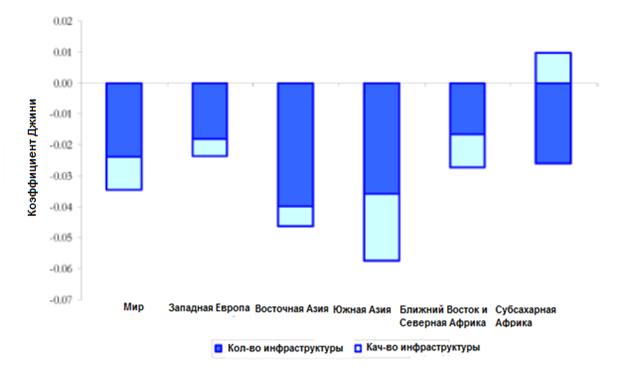 0.02
0.01
0.00
-0.01
-0.02
-0.03
-0.04
-0.05
-0.06
-0.07
Коэффициент Джини
Мир
Западная Европа
Восточная Азия
Южная Азия
Ближний Восток и
Северная Африка
Субсахарная
Африка
Кол-во инфраструктуры
Кач-во инфраструктуры